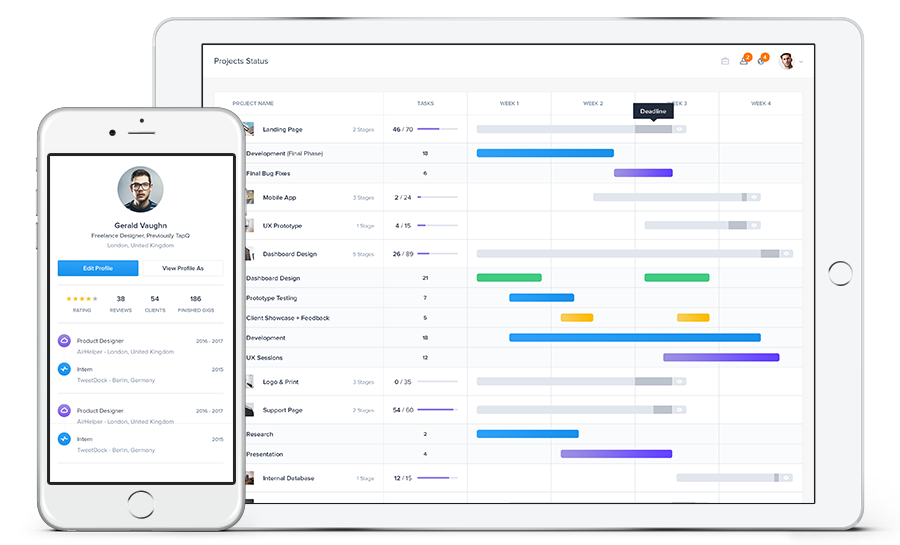 Projects Status
2
4
PROJECT NAME TASKS WEEK 1 WEEK 2 WEEK 3 WEEK 4
Deadline
Landing Page 2 Stages 46 / 70
Development (Final Phase) 18
Final Bug Fixes 6
Mobile App 3 Stages 2 / 24
UX Prototype 1 Stage 4 / 15
Dashboard Design 5 Stages 26 / 89
Dashboard Design 21
Prototype Testing 7
Client Showcase + Feedback 5
Development 18
UX Sessions 12
Logo & Print 3 Stages 0 / 35
Support Page 2 Stages 54 / 60
Research 2
Presentation 4
Internal Database 1 Stage 12 / 15
Gerald Vaughn
Freelance Designer, Previously TapQ
London, United Kingdom
Edit Profile View Profile As
38 54 186
RATING REVIEWS CLIENTS FINISHED GIGS
Product Designer 2016 - 2017
AirHelper - London, United Kingdom
Intern 2015
TweetDock - Berlin, Germany
Product Designer 2016 - 2017
AirHelper - London, United Kingdom
Intern 2015
TweetDock - Berlin, Germany